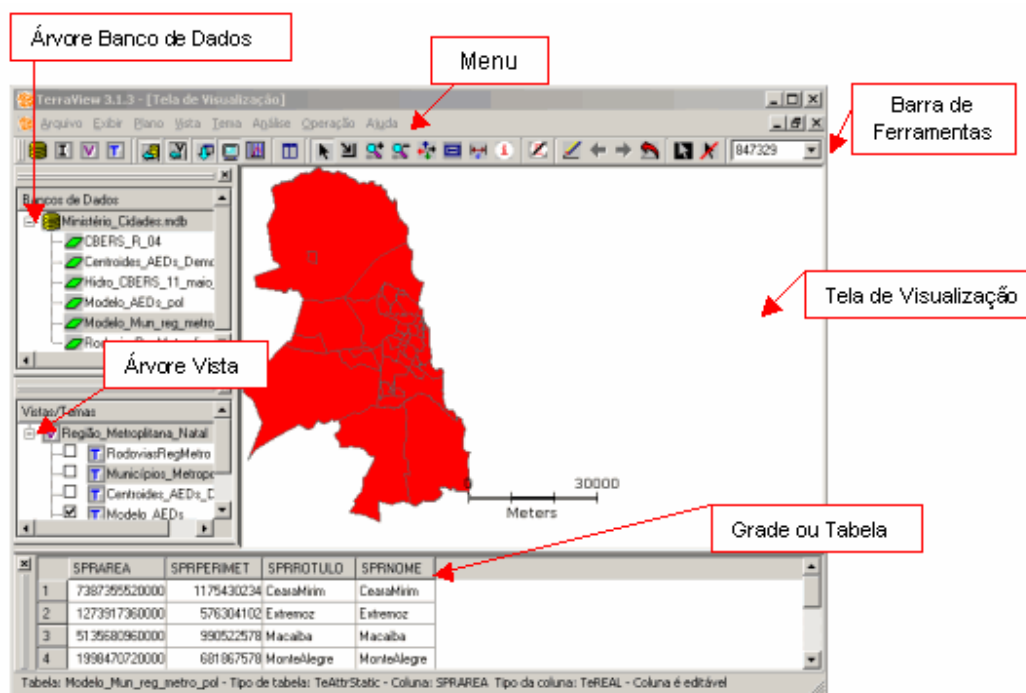 Árvore Banco de Dados
Menu
Barra de
Ferramentas
TerraView 3.1.3 - [Tela de Visualização]
Arquivo Exibir Plano Vista Tema Análise Operação Ajuda
847329
Bancos de Dados
Ministério_Cidades.mdb
CBERS_R_04
Centroides_AEDs_Demo
Hidro_CBERS_11_maio_
Modelo_AEDs_pol
Modelo_Mun_reg_metro
Tela de Visualização
Árvore Vista
Vistas/Temas
Região_Metroplitana_Natal
RodoviasRegMetro
Municípios_Metropo
Centroides_AEDs_D
Modelo_AEDs
0 30000
Meters
Grade ou Tabela
SPRAREA SPRPERIMET SPRROTULO SPRNOME
1 7387355520000 1175430234 CearaMirim CearaMirim
2 1273917360000 576304102 Extremoz Extremoz
3 5135680960000 990522578 Macaiba Macaiba
4 1998470720000 681867578 MonteAlegre MonteAlegre
Tabela: Modelo_Mun_reg_metro_pol - Tipo de tabela: TeAttrStatic - Coluna: SPRAREA Tipo da coluna: TeREAL - Coluna é editável